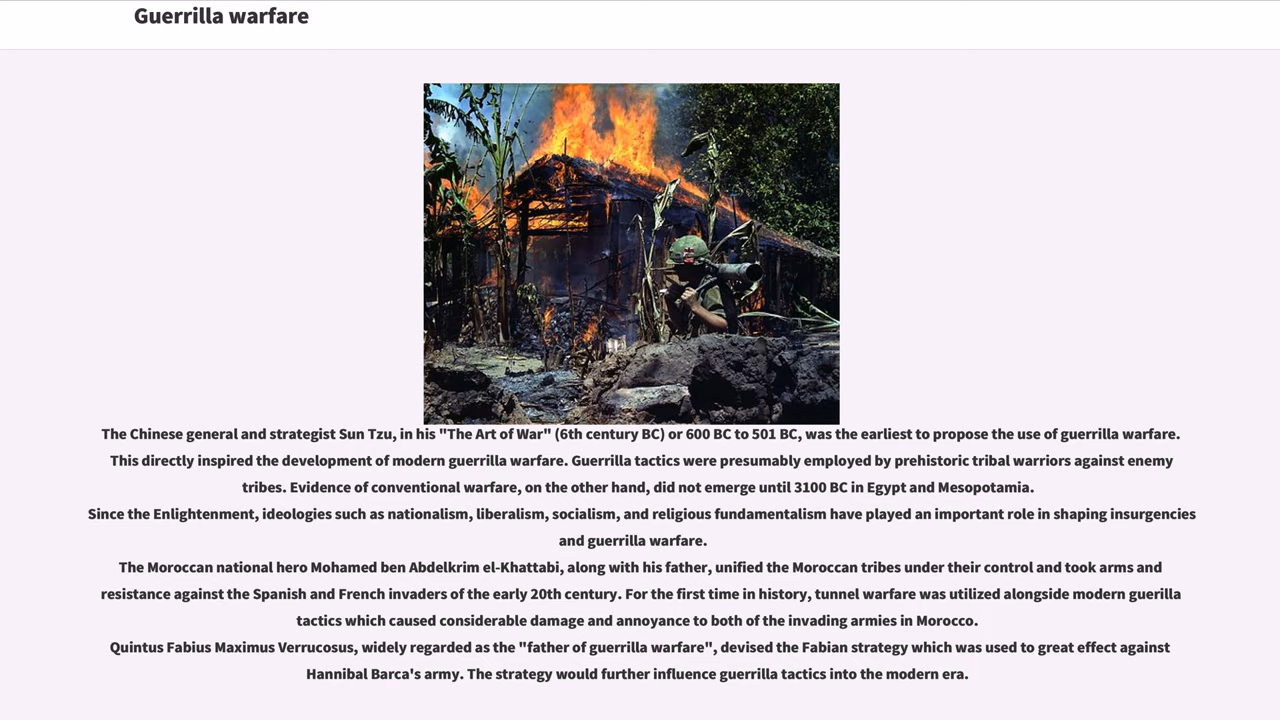 Guerrilla warfare
The Chinese general and strategist Sun Tzu, in his "The Art of War" (6th century BC) or 600 BC to 501 BC, was the earliest to propose the use of guerrilla warfare.
This directly inspired the development of modern guerrilla warfare. Guerrilla tactics were presumably employed by prehistoric tribal warriors against enemy
tribes. Evidence of conventional warfare, on the other hand, did not emerge until 3100 BC in Egypt and Mesopotamia.
Since the Enlightenment, ideologies such as nationalism, liberalism, socialism, and religious fundamentalism have played an important role in shaping insurgencies
and guerrilla warfare.
The Moroccan national hero Mohamed ben Abdelkrim el-Khattabi, along with his father, unified the Moroccan tribes under their control and took arms and
resistance against the Spanish and French invaders of the early 20th century. For the first time in history, tunnel warfare was utilized alongside modern guerilla
tactics which caused considerable damage and annoyance to both of the invading armies in Morocco.
Quintus Fabius Maximus Verrucosus, widely regarded as the "father of guerrilla warfare", devised the Fabian strategy which was used to great effect against
Hannibal Barca's army. The strategy would further influence guerrilla tactics into the modern era.